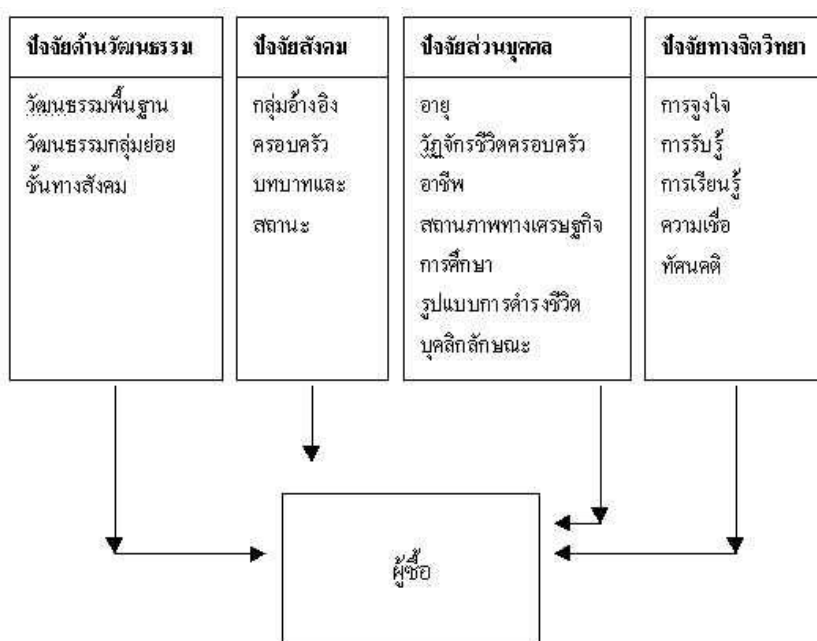 ปัจจัยด้านวัฒนธรรม
วัฒนธรรมพื้นฐาน
วัฒนธรรมกลุ่มย่อย
ชั้นทางสังคม
ปัจจัยสังคม
กลุ่มอ้างอิง
ครอบครัว
บทบาทและ
สถานะ
ปัจจัยส่วนบุคคล
อายุ
วัฏจักรชีวิตครอบครัว
อาชีพ
สถานภาพทางเศรษฐกิจ
การศึกษา
รูปแบบการดำรงชีวิต
บุคลิกลักษณะ
ปัจจัยทางจิตวิทยา
การจูงใจ
การรับรู้
การเรียนรู้
ความเชื่อ
ทัศนคติ
ผู้ซื้อ